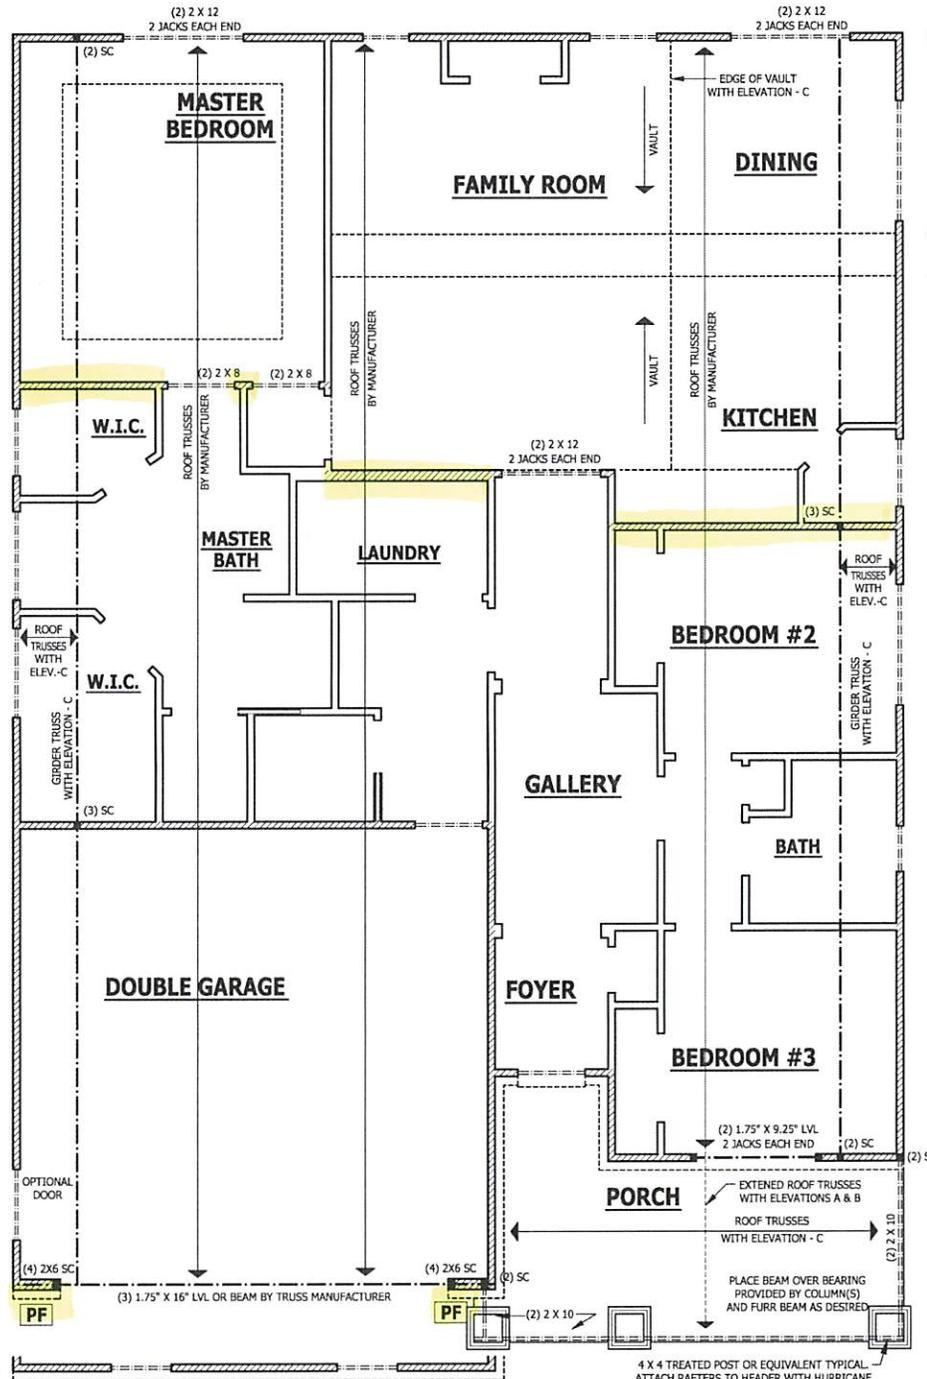 (2) 2 X 12
2 JACKS EACH END
(2) 2 X 12
2 JACKS EACH END
(2) SC
EDGE OF VAULT
WITH ELEVATION - C
MASTER
BEDROOM
VAULT
DINING
FAMILY ROOM
ROOF TRUSSES
BY MANUFACTURER
ROOF TRUSSES
BY MANUFACTURER
VAULT
(2) 2 X 8
(2) 2 X 8
W.I.C.
ROOF TRUSSES
BY MANUFACTURER
KITCHEN
(2) 2 X 12
2 JACKS EACH END
(3) SC
MASTER
BATH
LAUNDRY
ROOF
TRUSSES
WITH
ELEV.-C
ROOF
TRUSSES
WITH
ELEV.-C
BEDROOM #2
W.I.C.
GIRDER TRUSS
WITH ELEVATION - C
GIRDER TRUSS
WITH ELEVATION - C
GALLERY
(3) SC
BATH
DOUBLE GARAGE
FOYER
BEDROOM #3
(2) 1.75" X 9.25" LVL
2 JACKS EACH END
(2) SC
(2) S
OPTIONAL
DOOR
EXTENED ROOF TRUSSES
WITH ELEVATIONS A & B
PORCH
ROOF TRUSSES
WITH ELEVATION - C
(2) 2 X 10
(4) 2X6 SC
(4) 2X6 SC
(2) SC
(3) 1.75" X 16" LVL OR BEAM BY TRUSS MANUFACTURER
PLACE BEAM OVER BEARING
PROVIDED BY COLUMN(S)
AND FURR BEAM AS DESIRED
PF
PF
(2) 2 X 10
4 X 4 TREATED POST OR EQUIVALENT TYPICAL.
ATTACH RAFTERS TO HEADER WITH HURRICANE